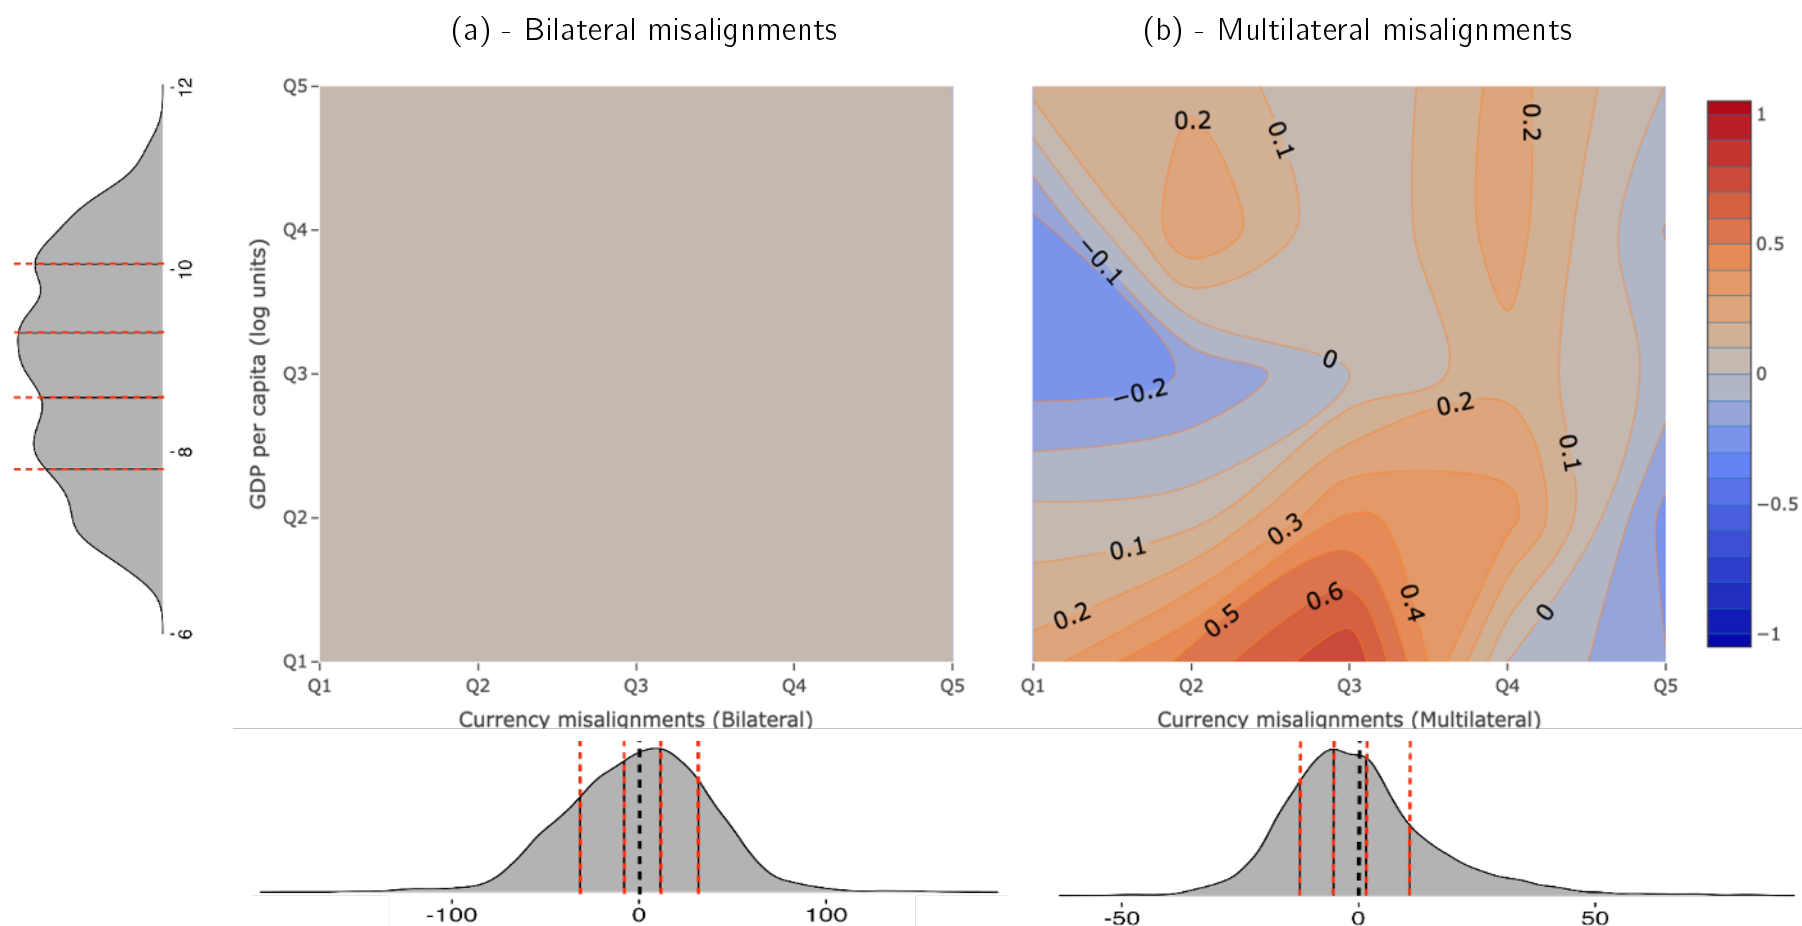 (a) - Bilateral misalignments
(b) - Multilateral misalignments
-12
-10
-8
-6
GDP per capita (log units)
Q5
Q4
Q3
Q2
Q1
Q1 Q2 Q3 Q4 Q5
Currency misalignments (Bilateral)
0.2
0.1
0.2
−0.1
0
−0.2
0.2
0.1
0.3
0.1
0.6
0.4
0.5
0.2
0
Q1 Q2 Q3 Q4 Q5
Currency misalignments (Multilateral)
1
0.5
0
−0.5
−1
-100 0 100
-50 0 50